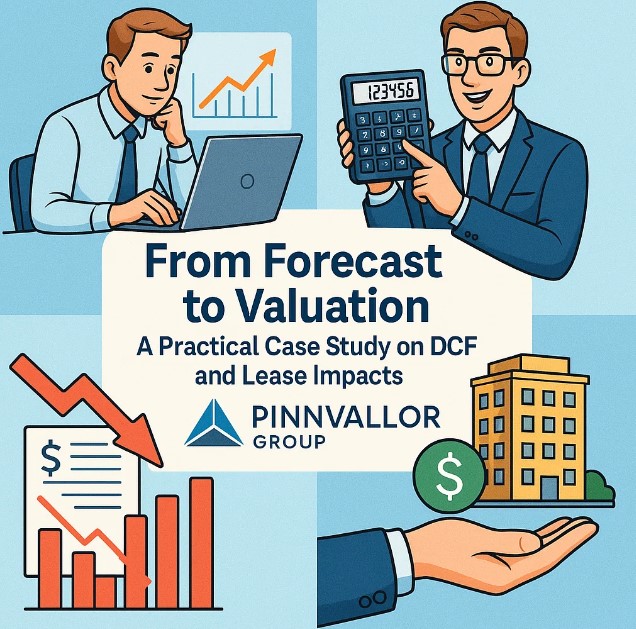 123456
From Forecast
to Valuation
A Practical Case Study on DCF
and Lease Impacts
PINNVALLOR
GROUP
$
$